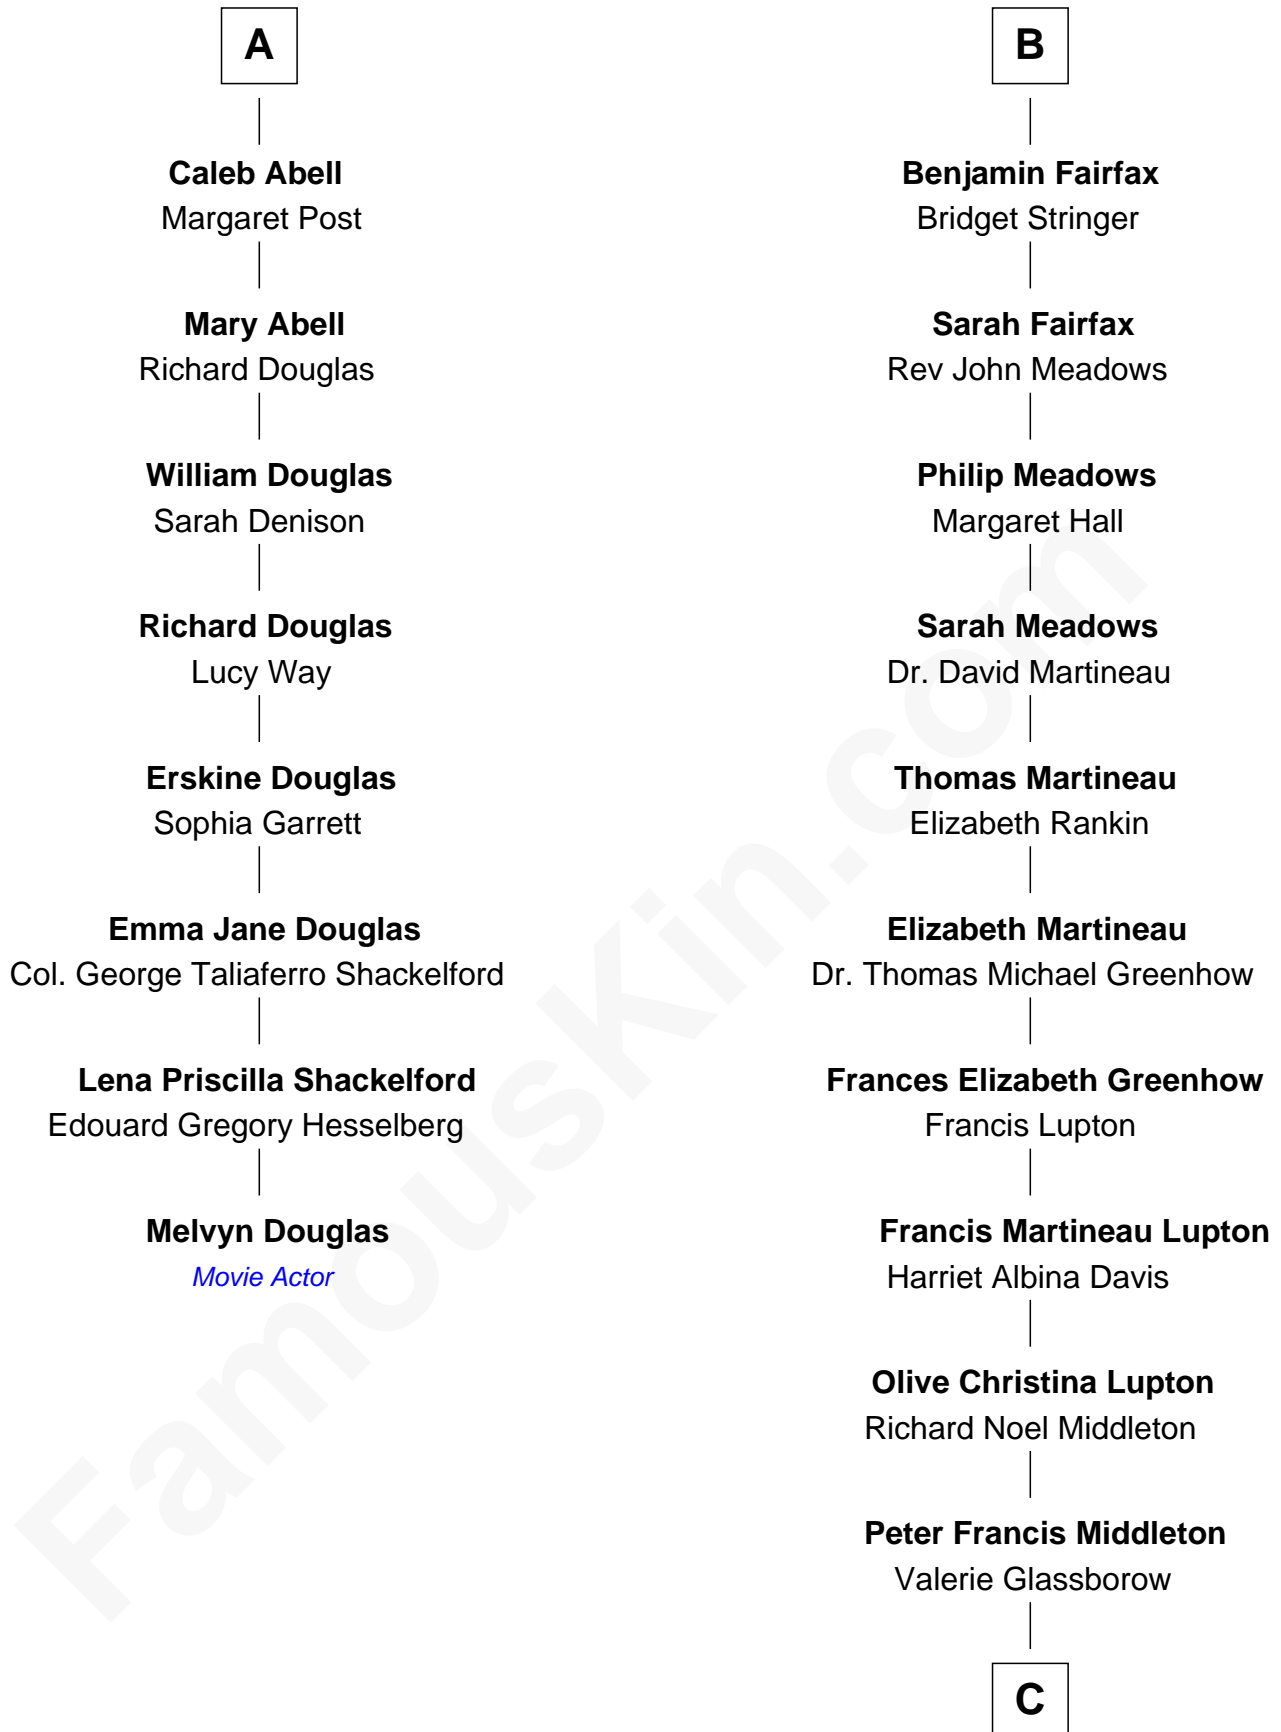 A
Caleb Abell
Margaret Post
Mary Abell
Richard Douglas
William Douglas
Sarah Denison
Richard Douglas
Lucy Way
Erskine Douglas
Sophia Garrett
Emma Jane Douglas
Col. George Taliaferro Shackelford
Lena Priscilla Shackelford
Edouard Gregory Hesselberg
Melvyn Douglas
Movie Actor
B
Benjamin Fairfax
Bridget Stringer
Sarah Fairfax
Rev John Meadows
Philip Meadows
Margaret Hall
Sarah Meadows
Dr. David Martineau
Thomas Martineau
Elizabeth Rankin
Elizabeth Martineau
Dr. Thomas Michael Greenhow
Frances Elizabeth Greenhow
Francis Lupton
Francis Martineau Lupton
Harriet Albina Davis
Olive Christina Lupton
Richard Noel Middleton
Peter Francis Middleton
Valerie Glassborow
C
FamousKin.com